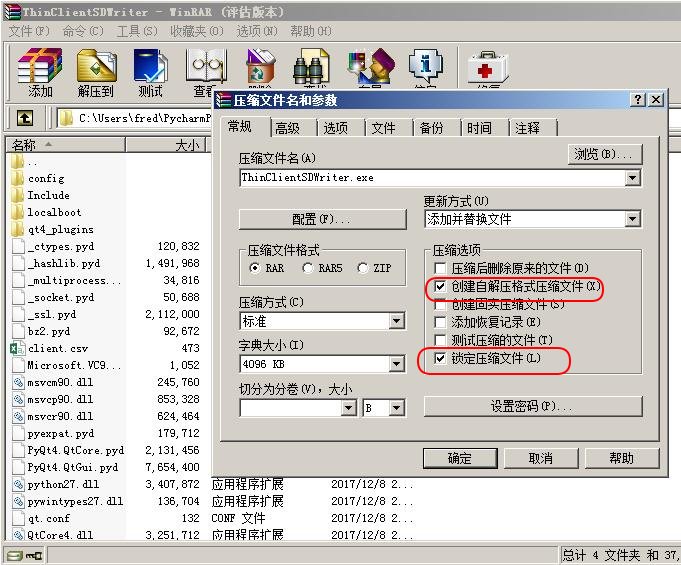 ThinClientSDWriter - WinRAR (评估版本)
文件(F) 命令(C) 工具(S) 收藏夹(O) 选项(N) 帮助(H)
添加 解压到 测试 查看
C:\Users\fred\PycharmP
名称 大小
..
config
Include
localboot
qt4_plugins
_ctypes.pyd 120,832
_hashlib.pyd 1,491,968
_multiprocess... 34,816
_socket.pyd 50,688
_ssl.pyd 2,112,000
bz2.pyd 92,672
client.csv 473
Microsoft.VC9... 1,052
msvcm90.dll 245,760
msvcp90.dll 853,328
msvcr90.dll 624,464
pyexpat.pyd 179,712
PyQt4.QtCore.pyd 2,131,456
PyQt4.QtGui.pyd 7,654,400
python27.dll 3,407,872 应用程序扩展 2017/12/8 2...
pywintypes27.dll 136,704 应用程序扩展 2017/12/8 2...
qt.conf 132 CONF 文件 2017/12/8 2...
QtCore4.dll 3,251,712 应用程序扩展 2017/12/8 2...
总计 4 文件夹 和 37,
压缩文件名和参数
常规 高级 选项 文件 备份 时间 注释
压缩文件名(A)
浏览(B)...
ThinClientSDWriter.exe
配置(F)...
更新方式(U)
添加并替换文件
压缩文件格式
RAR RAR5 ZIP
压缩方式(C)
标准
字典大小(I)
4096 KB
切分为分卷(V)，大小
B
压缩选项
压缩后删除原来的文件(D)
创建自解压格式压缩文件(X)
创建固实压缩文件(S)
添加恢复记录(E)
测试压缩的文件(T)
锁定压缩文件(L)
设置密码(P)...
确定 取消 帮助